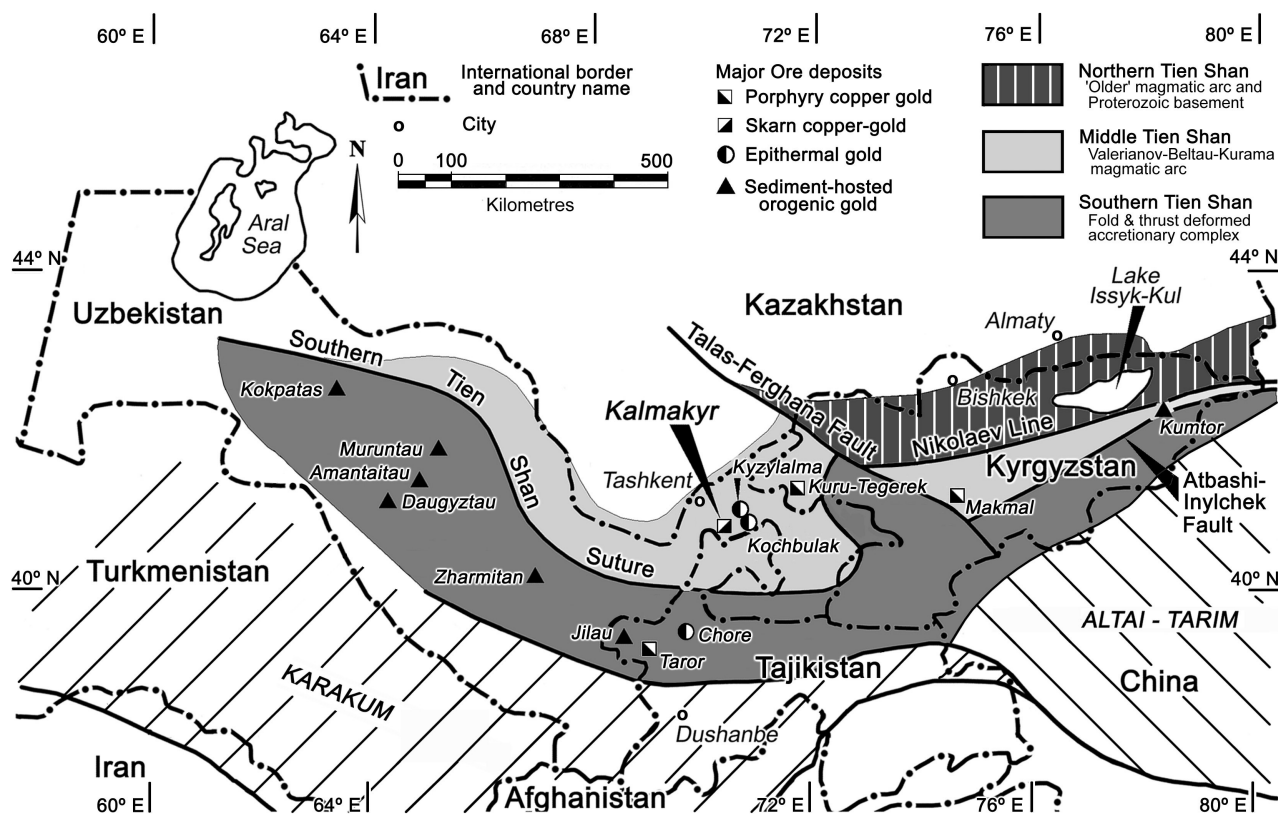 60º E
64º E
68º E
72º E
76º E
80º E
Iran
International border
and country name
City
N
0
100
500
Kilometres
Major Ore deposits
Porphyry copper gold
Skarn copper-gold
Epithermal gold
Sediment-hosted
orogenic gold
Northern Tien Shan
'Older' magmatic arc and
Proterozoic basement
Middle Tien Shan
Valerianov-Beltau-Kurama
magmatic arc
Southern Tien Shan
Fold & thrust deformed
accretionary complex
Aral
Sea
44º N
44º N
Uzbekistan
Kazakhstan
Lake
Issyk-Kul
Almaty
Southern
Tien
Shan
Suture
Talas-Ferghana Fault
Kokpatas
Kalmakyr
Bishkek
Nikolaev Line
Kumtor
Muruntau
Amantaitau
Daugyztau
Tashkent
Kyzylalma
Kuru-Tegerek
Kyrgyzstan
Makmal
Atbashi-
Inylchek
Fault
Kochbulak
Turkmenistan
40º N
40º N
Zharmitan
Jilau
Chore
Taror
Tajikistan
ALTAI - TARIM
China
KARAKUM
Dushanbe
Iran
Afghanistan
60º E
64º E
72º E
76º E
80º E